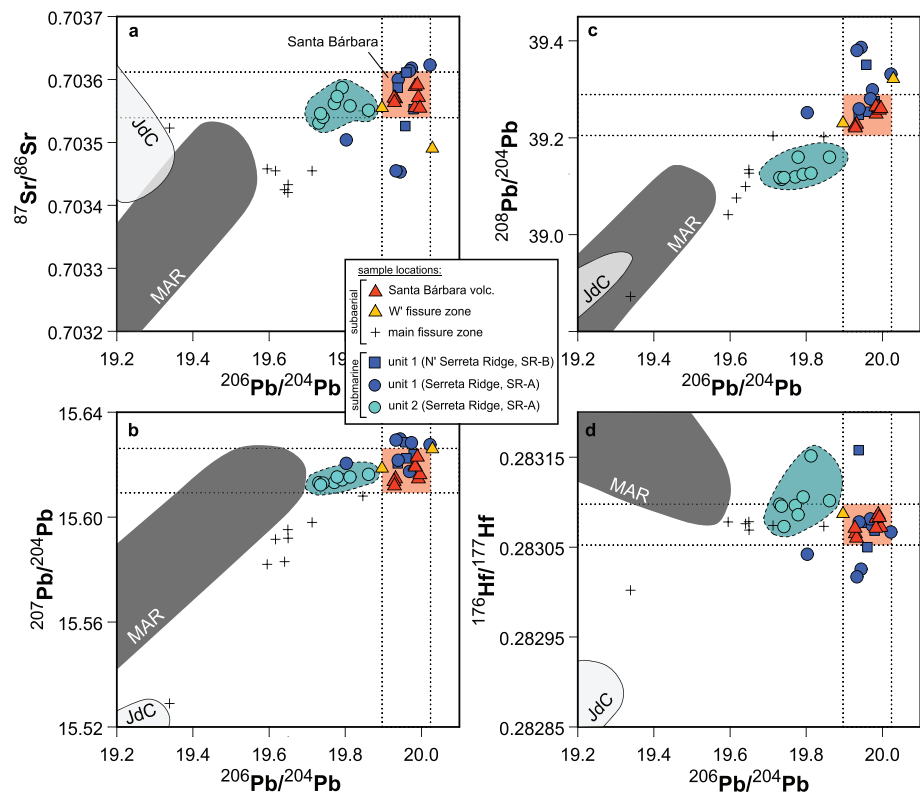 a
0.7037
0.7036
0.7035
0.7034
0.7033
0.7032
87Sr/86Sr
Santa Bárbara
JdC
MAR
19.2
19.4
19.6
19.8
206Pb/204Pb
c
39.4
39.2
39.0
208Pb/204Pb
MAR
JdC
19.2
19.4
19.6
19.8
20.0
206Pb/204Pb
sample locations:
subaerial
Santa Bárbara volc.
W' fissure zone
main fissure zone
submarine
unit 1 (N' Serreta Ridge, SR-B)
unit 1 (Serreta Ridge, SR-A)
unit 2 (Serreta Ridge, SR-A)
b
15.64
15.60
15.56
15.52
207Pb/204Pb
MAR
JdC
19.2
19.4
19.6
19.8
20.0
206Pb/204Pb
d
0.28315
0.28305
0.28295
0.28285
176Hf/177Hf
MAR
JdC
19.2
19.4
19.6
19.8
20.0
206Pb/204Pb